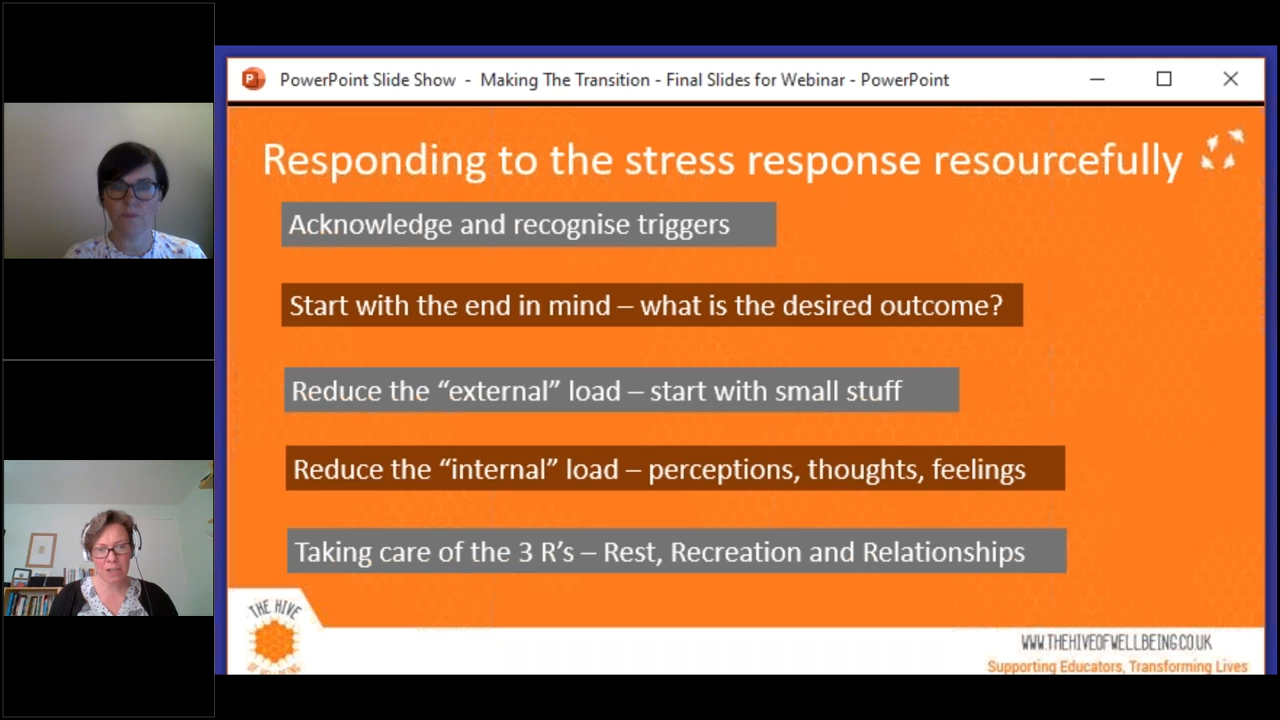 PowerPoint Slide Show - Making The Transition - Final Slides for Webinar - PowerPoint
Responding to the stress response resourcefully
Acknowledge and recognise triggers
Start with the end in mind – what is the desired outcome?
Reduce the “external” load – start with small stuff
Reduce the “internal” load – perceptions, thoughts, feelings
Taking care of the 3 R’s – Rest, Recreation and Relationships
THE HIVE
OF WELLBEING
WWW.THEHIVEOFWELLBEING.CO.UK
Supporting Educators, Transforming Lives